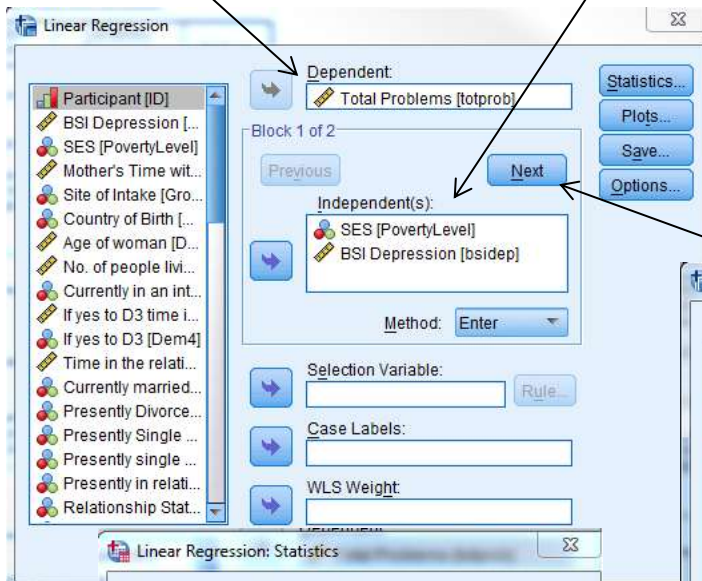 Linear Regression
Participant [ID]
BSI Depression [...
SES [PovertyLevel]
Mother's Time wit...
Site of Intake [Gro...
Country of Birth [...
Age of woman [D...
No. of people livi...
Currently in an int...
If yes to D3 time i...
If yes to D3 [Dem4]
Time in the relati...
Currently married...
Presently Divorce...
Presently Single ...
Presently single ...
Presently in relati...
Relationship Stat...
Dependent:
Total Problems [totprob]
Block 1 of 2
Previous
Next
Independent(s):
SES [PovertyLevel]
BSI Depression [bsidep]
Method: Enter
Selection Variable:
Rule...
Case Labels:
WLS Weight:
Statistics...
Plots...
Save...
Options...
Linear Regression: Statistics